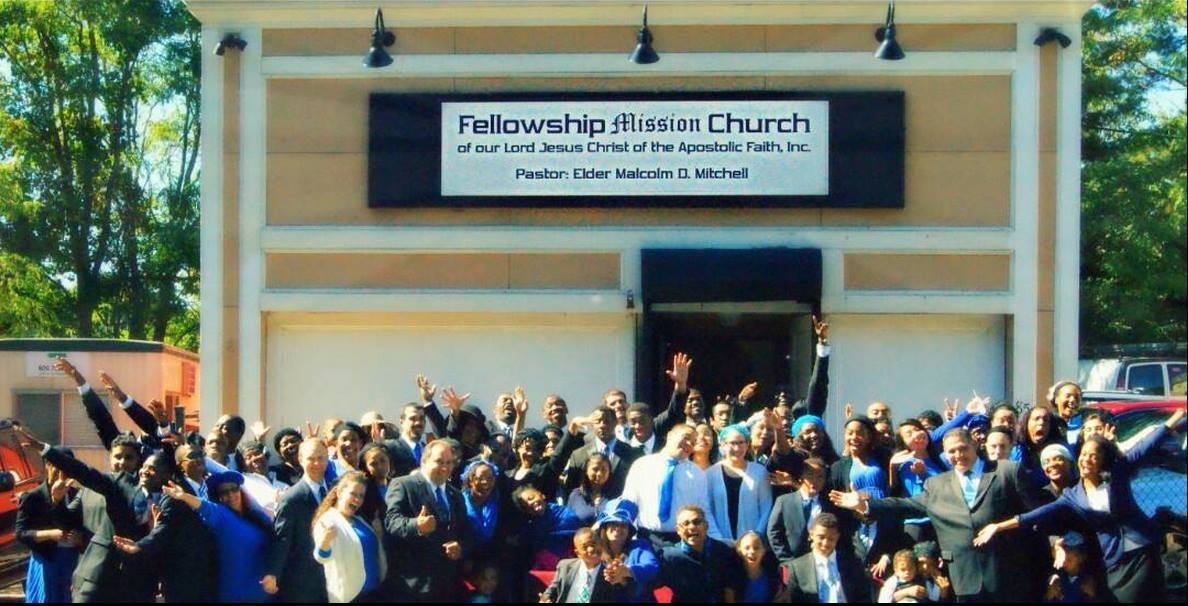 Fellowship Mission Church
of our Lord Jesus Christ of the Apostolic Faith, Inc.
Pastor: Elder Malcolm D. Mitchell